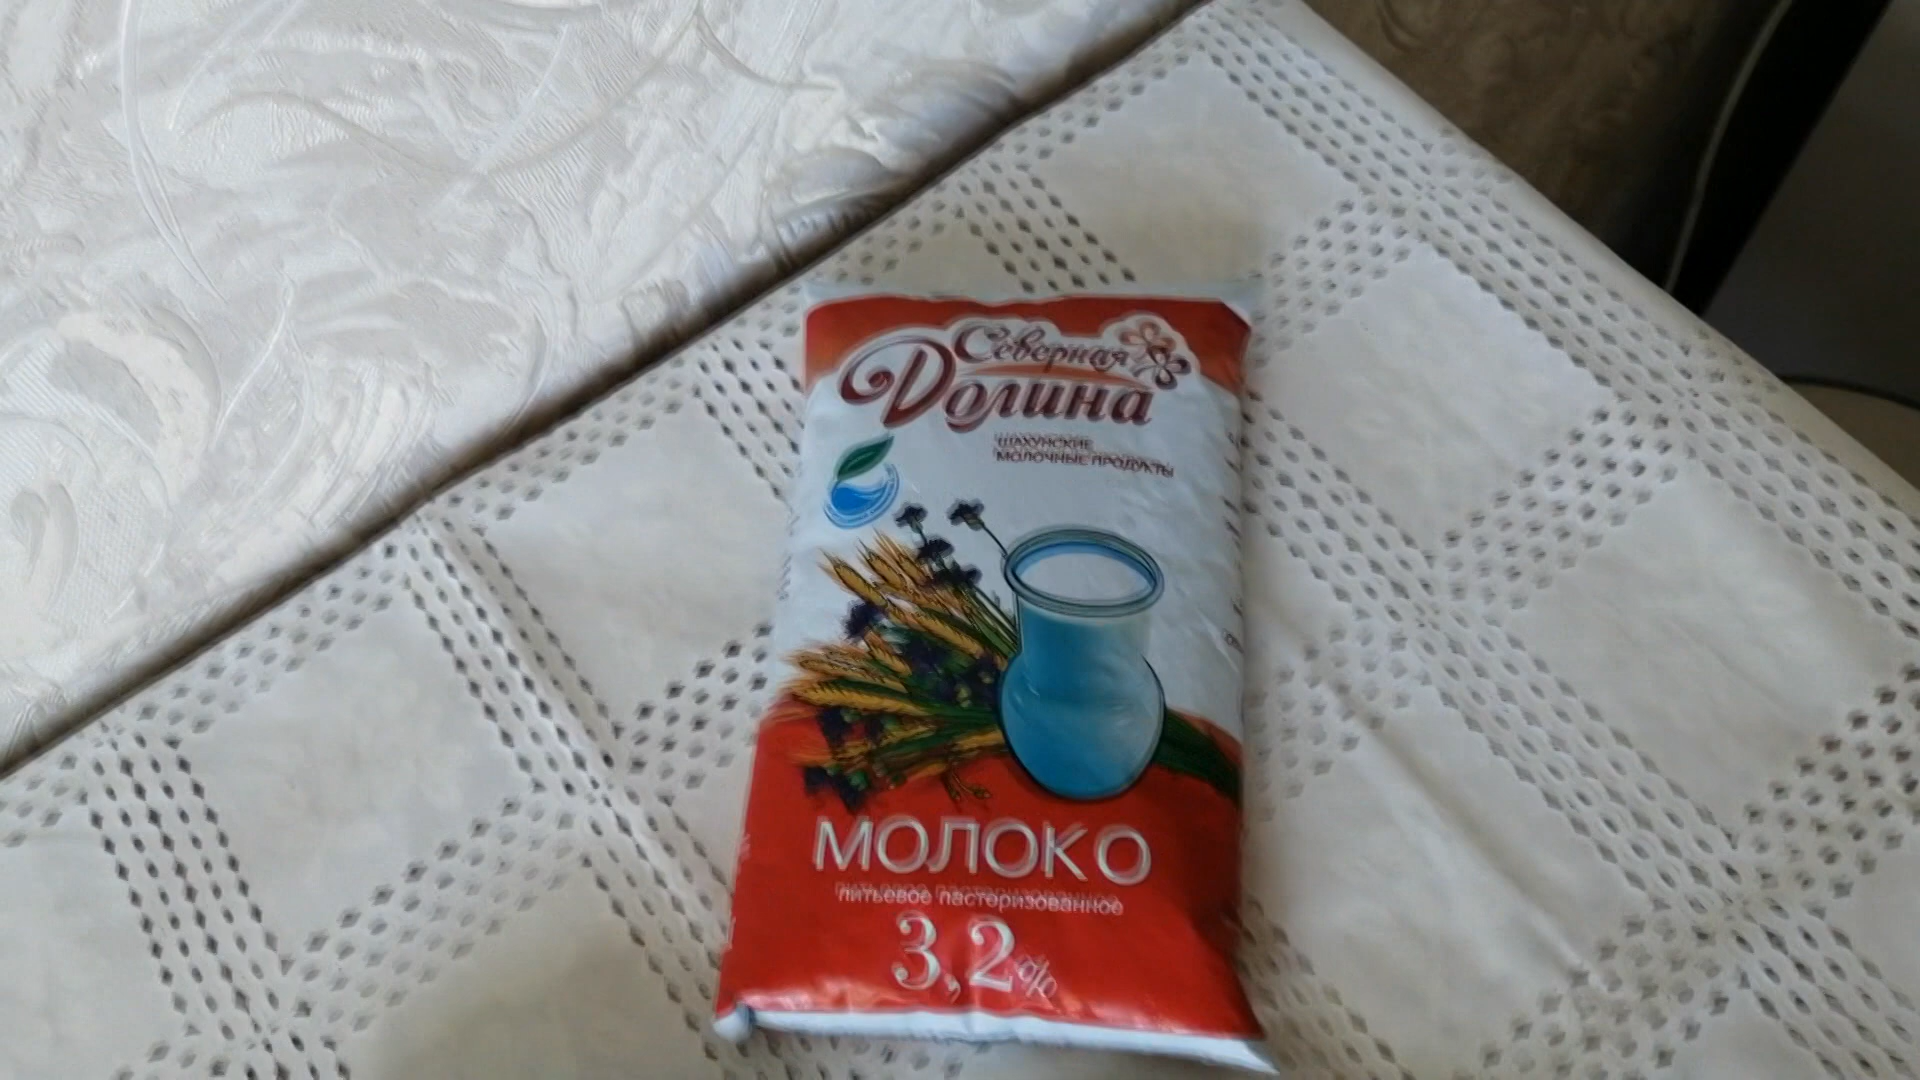 Северная
Долина
ШАХУНСКИЕ
МОЛОЧНЫЕ ПРОДУКТЫ
МОЛОКО
питьевое пастеризованное
3,2%